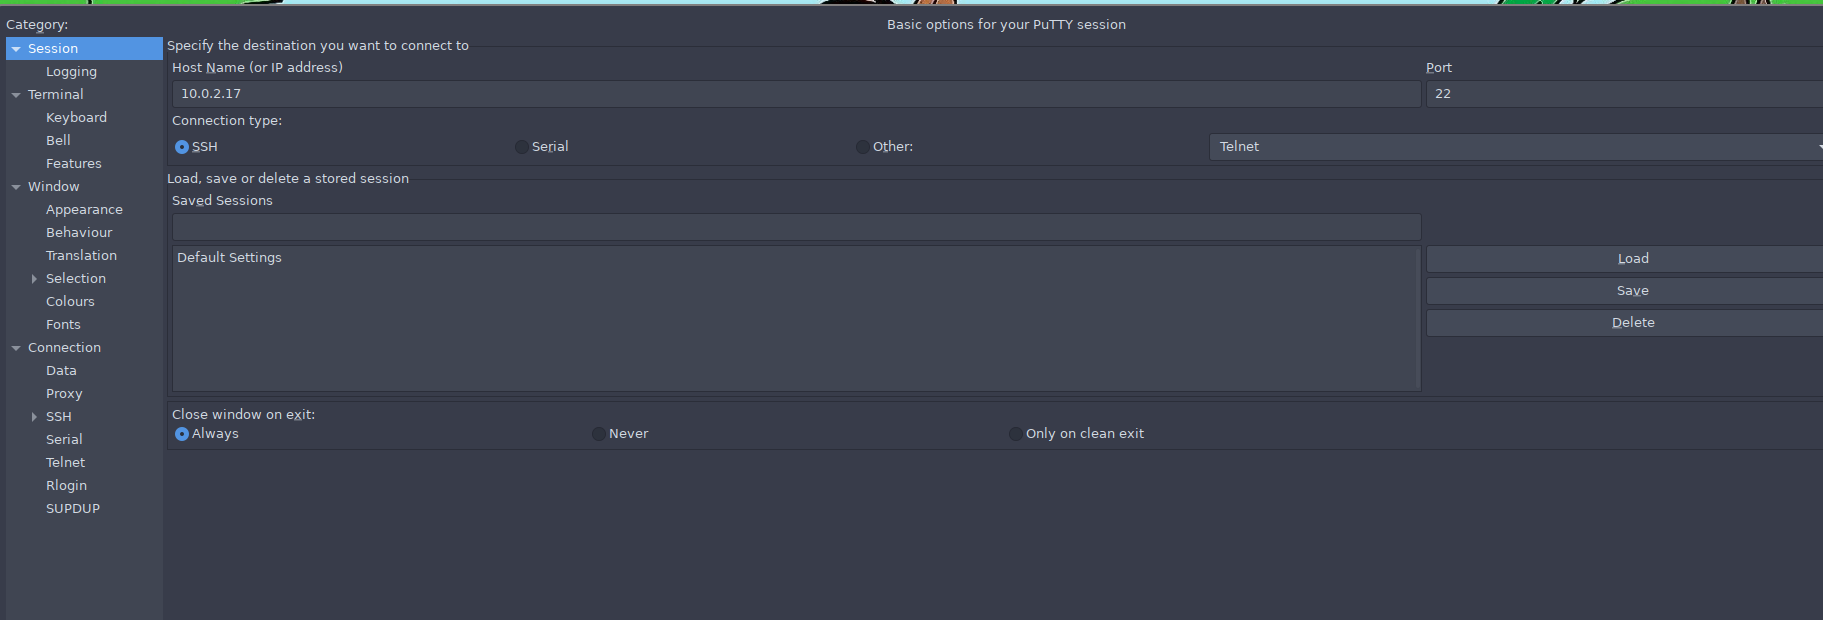 Category:
Basic options for your PuTTY session
Session
Logging
Terminal
Keyboard
Bell
Features
Window
Appearance
Behaviour
Translation
Selection
Colours
Fonts
Connection
Data
Proxy
SSH
Serial
Telnet
Rlogin
SUPDUP
Specify the destination you want to connect to
Host Name (or IP address)
Port
10.0.2.17
22
Connection type:
SSH
Serial
Other:
Telnet
Load, save or delete a stored session
Saved Sessions
Default Settings
Load
Save
Delete
Close window on exit:
Always
Never
Only on clean exit